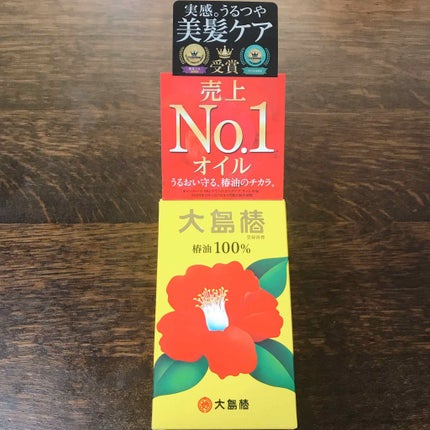 実感。うるつや
美髪ケア
受賞
売上
No.1
オイル
うるおい守る、椿油のチカラ。
大島椿
椿油100%
大島椿